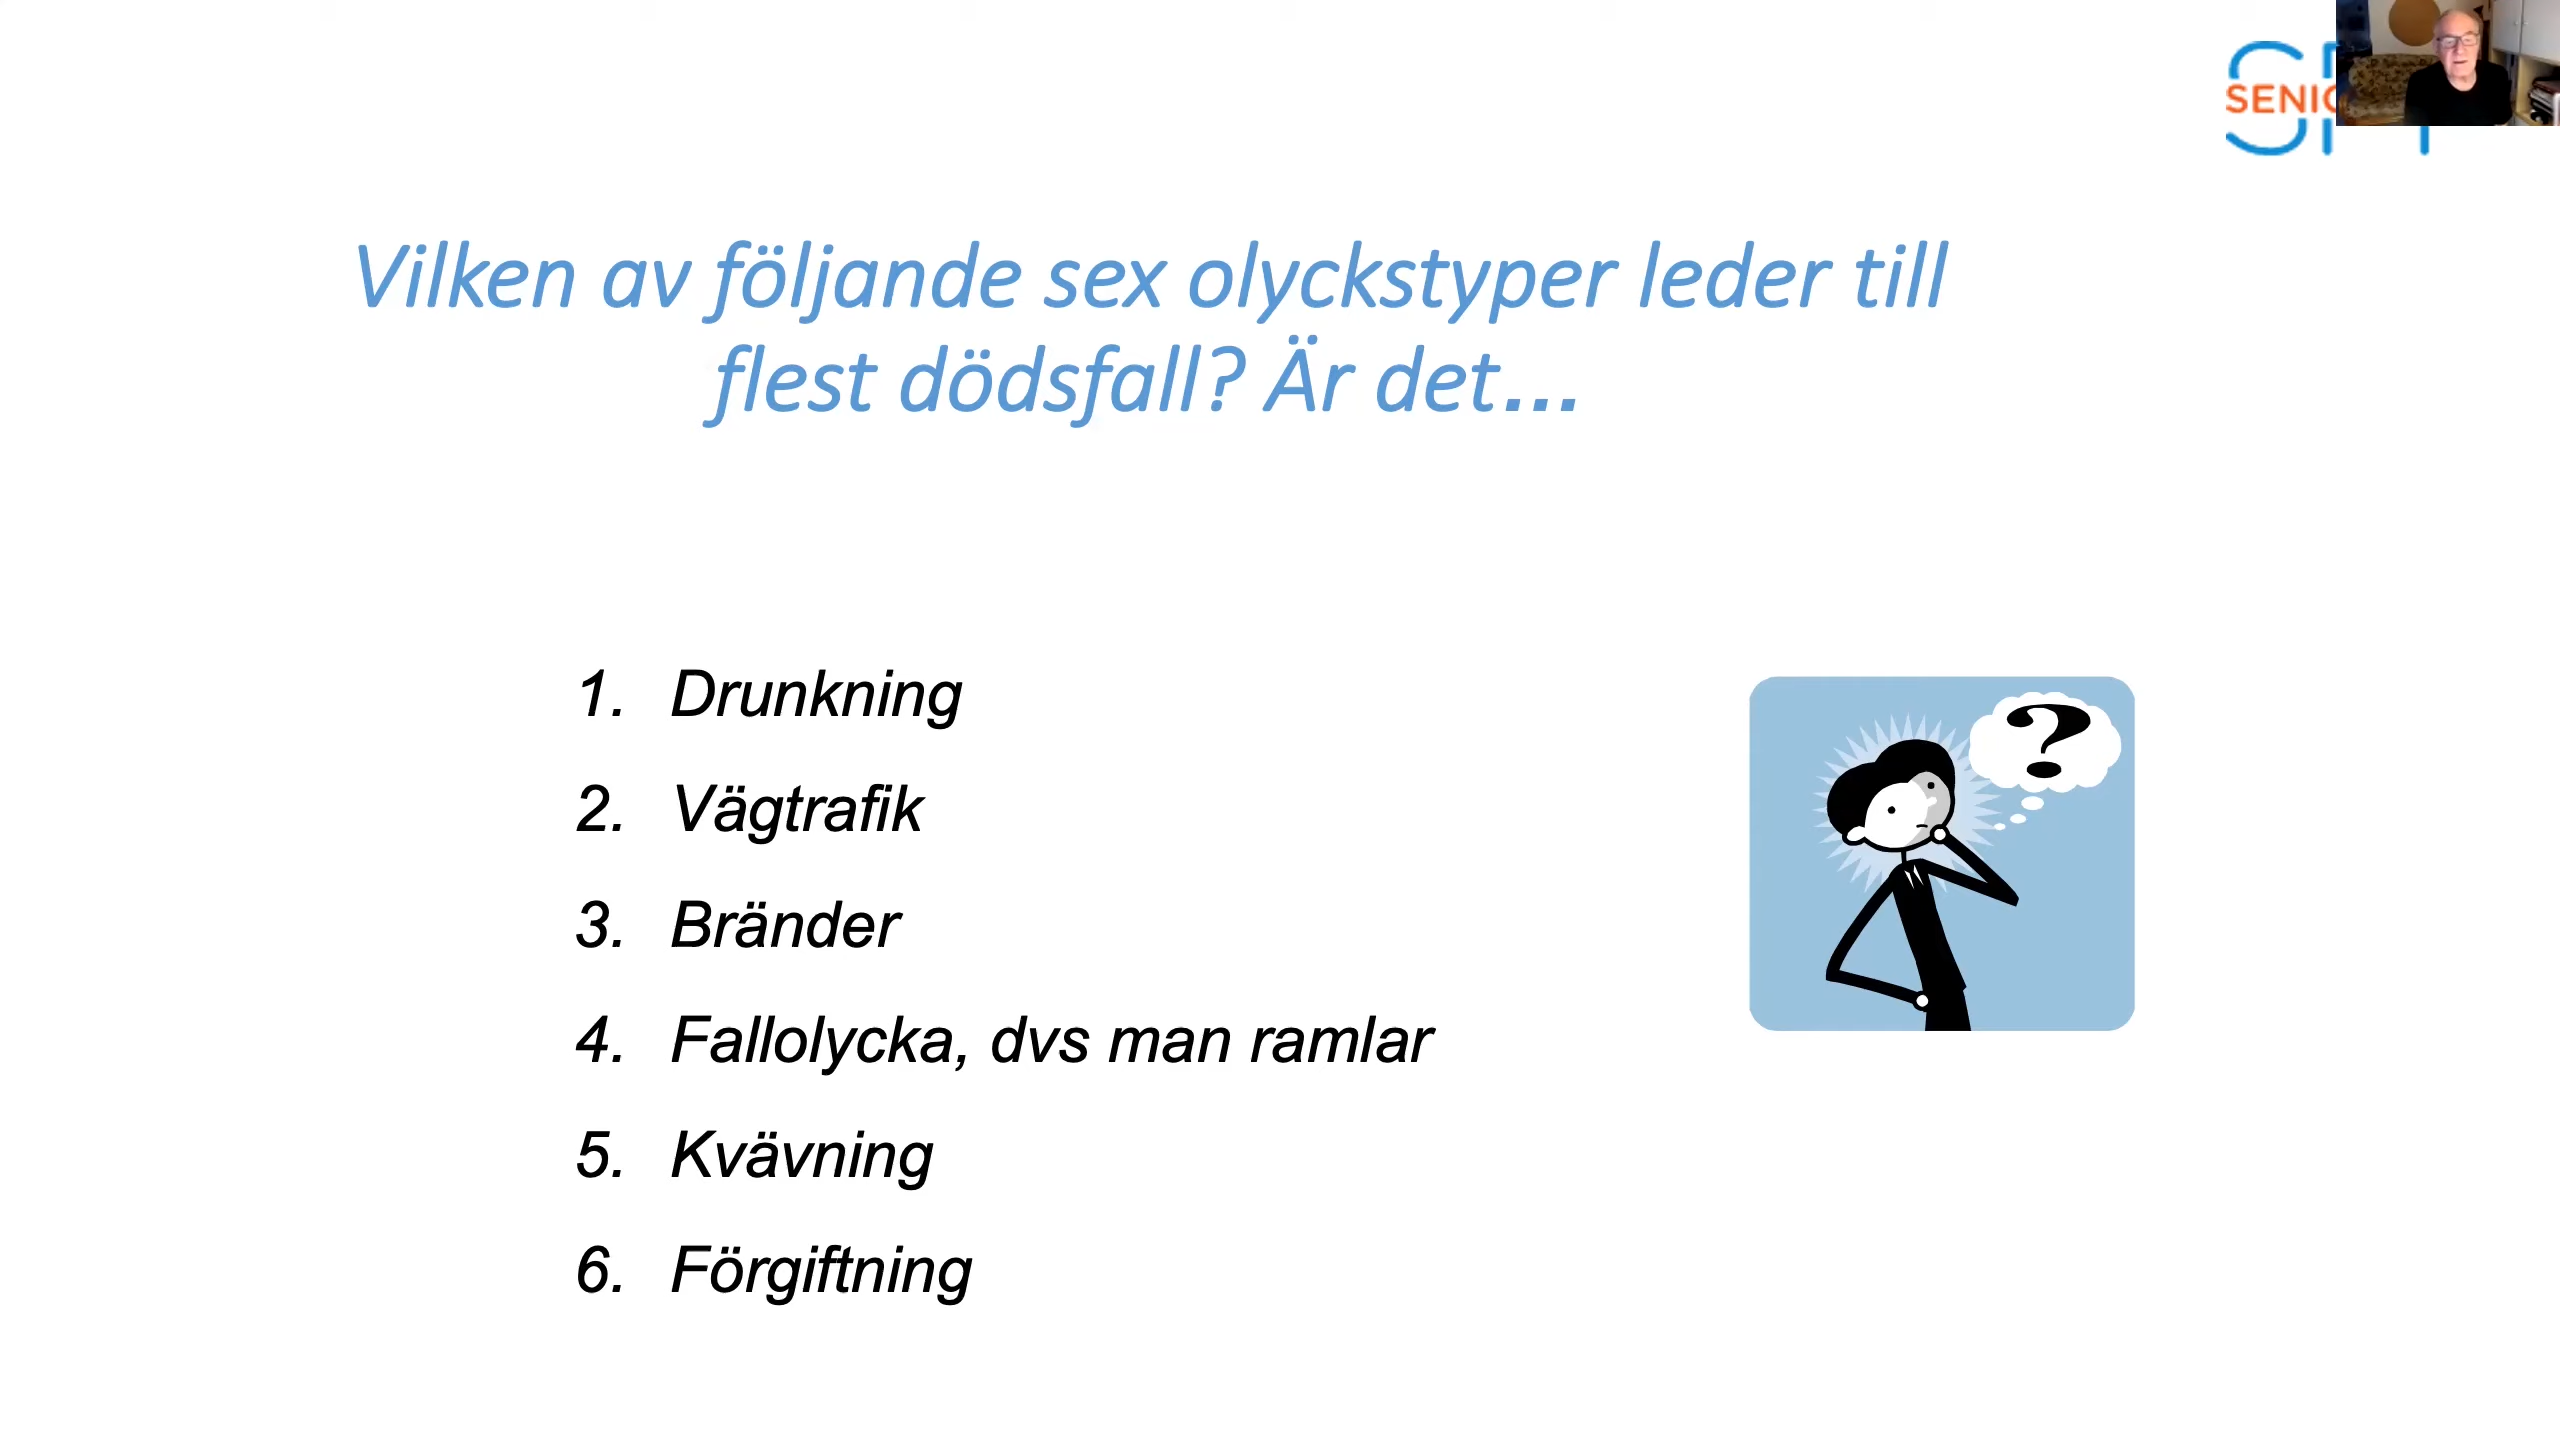 Vilken av följande sex olyckstyper leder till
flest dödsfall? Är det...
1. Drunkning
2. Vägtrafik
3. Bränder
4. Fallolycka, dvs man ramlar
5. Kvävning
6. Förgiftning
?